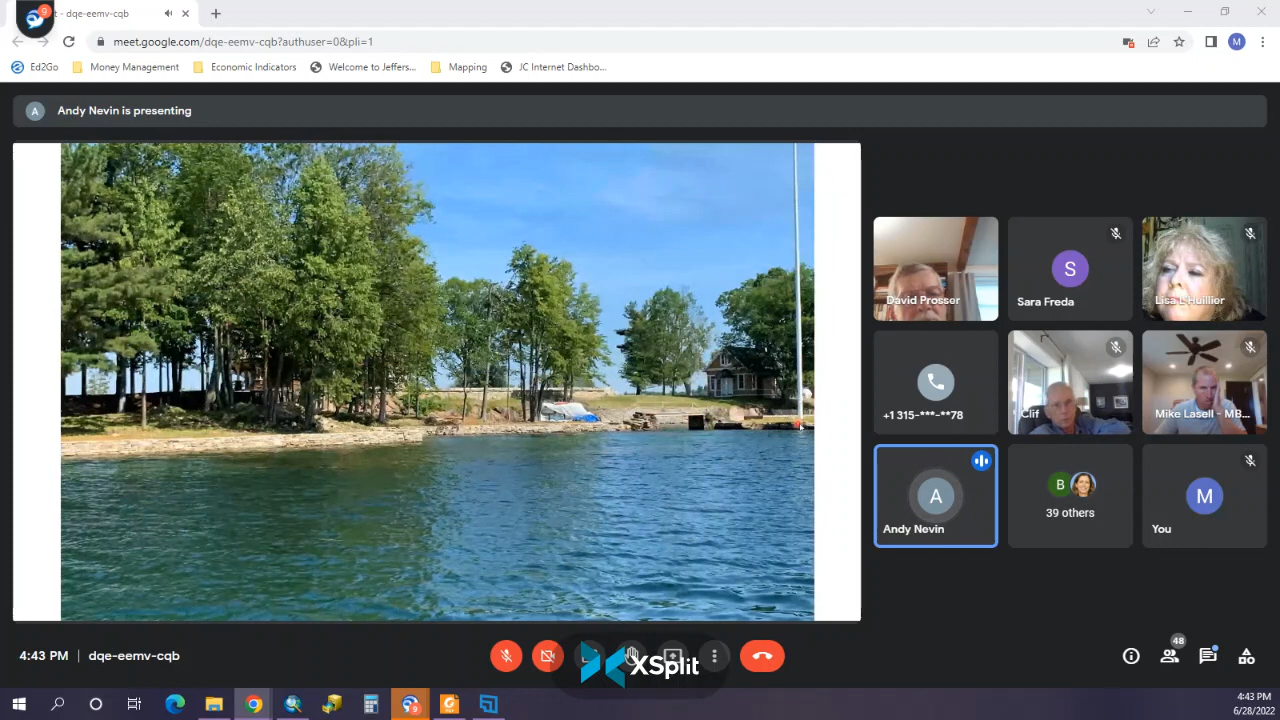 9
t - dqe-eemv-cqb
meet.google.com/dqe-eemv-cqb?authuser=0&pli=1
M
Ed2Go
Money Management
Economic Indicators
Welcome to Jeffers...
Mapping
JC Internet Dashbo...
A
Andy Nevin is presenting
David Prosser
S
Sara Freda
Lisa L'Huillier
+1 315-***-**78
Clif
Mike Lasell - MB...
A
Andy Nevin
B
39 others
M
You
4:43 PM | dqe-eemv-cqb
XSplit
48
9
4:43 PM
6/28/2022